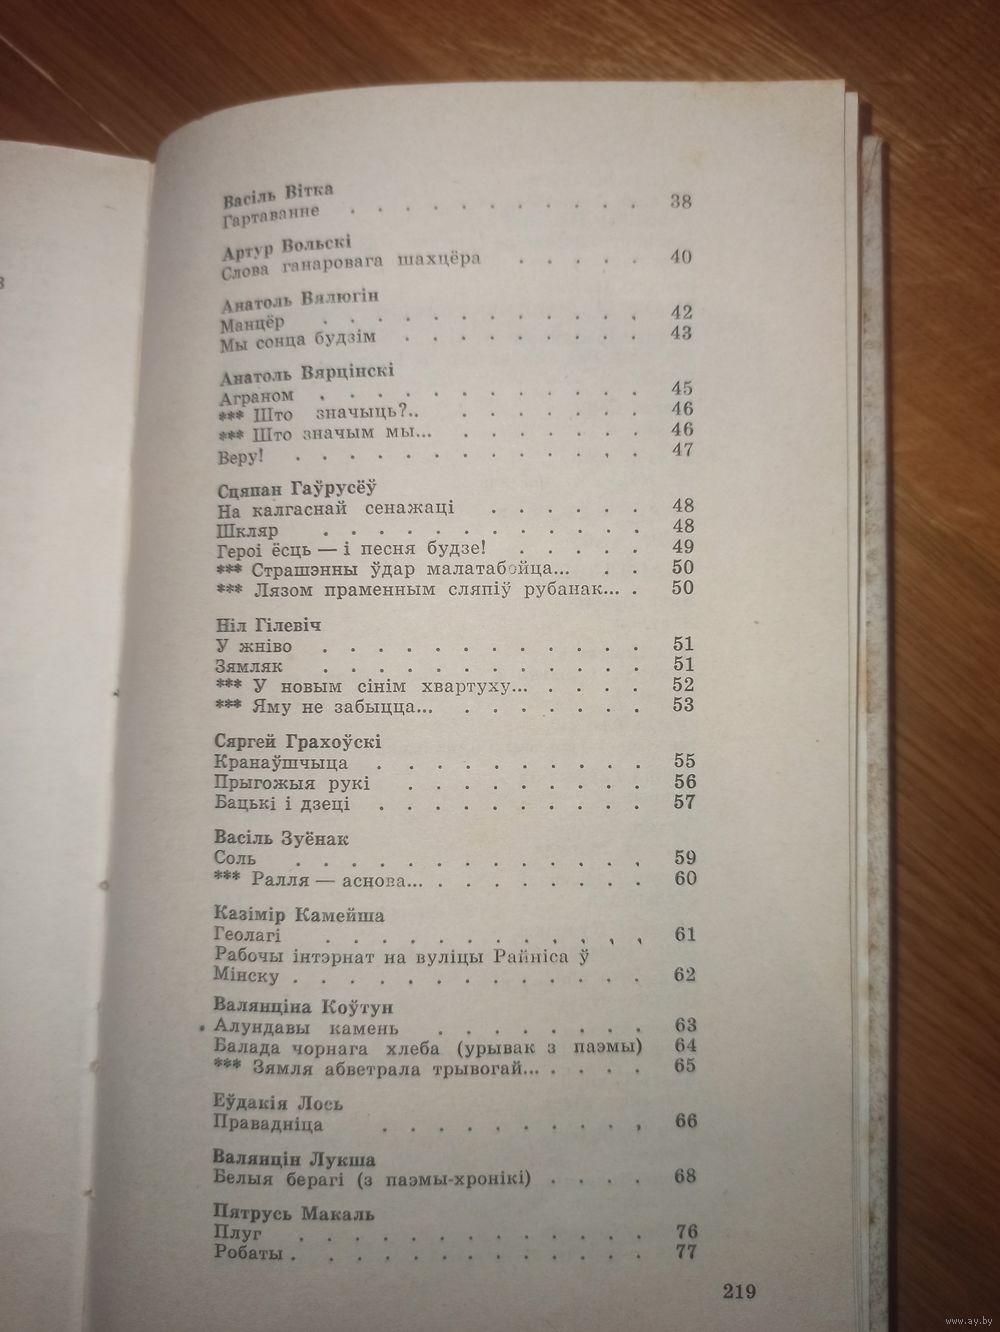 Васіль Вітка
Гартаванне . . . . . . . . . . . 38
Артур Вольскі
Слова ганаровага шахцёра . . . . . 40
Анатоль Вялюгін
Манцёр . . . . . . . . . . . . 42
Мы сонца будзім . . . . . . . . . 43
Анатоль Вярцінскі
Аграном . . . . . . . . . . . . 45
*** Што значыць?.. . . . . . . . 46
*** Што значым мы... . . . . . . . 46
Веру! . . . . . . . . . . . . . 47
Сцяпан Гаўрусёў
На калгаснай сенажаці . . . . . . 48
Шкляр . . . . . . . . . . . . 48
Героі ёсць — і песня будзе! . . . . . 49
*** Страшэнны ўдар малатабойца... . . 50
*** Лязом праменным сляпіў рубанак... . 50
Ніл Гілевіч
У жніво . . . . . . . . . . . . 51
Зямляк . . . . . . . . . . . . 51
*** У новым сінім хвартуху... . . . . 52
*** Яму не забыцца... . . . . . . . 53
Сяргей Грахоўскі
Кранаўшчыца . . . . . . . . . . 55
Прыгожыя рукі . . . . . . . . . 56
Бацькі і дзеці . . . . . . . . . . 57
Васіль Зуёнак
Соль . . . . . . . . . . . . . 59
*** Ралля — аснова... . . . . . . . . 60
Казімір Камейша
Геолагі . . . . . . . . . . . . 61
Рабочы інтэрнат на вуліцы Райніса ў
Мінску . . . . . . . . . . . . . 62
Валянціна Коўтун
Алундавы камень . . . . . . . . 63
Балада чорнага хлеба (урывак з паэмы) 64
*** Зямля абветрала трывогай... . . . . 65
Еўдакія Лось
Правадніца . . . . . . . . . . 66
Валянцін Лукша
Белыя берагі (з паэмы-хронікі) . . . . 68
Пятрусь Макаль
Плуг . . . . . . . . . . . . . 76
Робаты . . . . . . . . . . . . . 77
219
www.ay.by